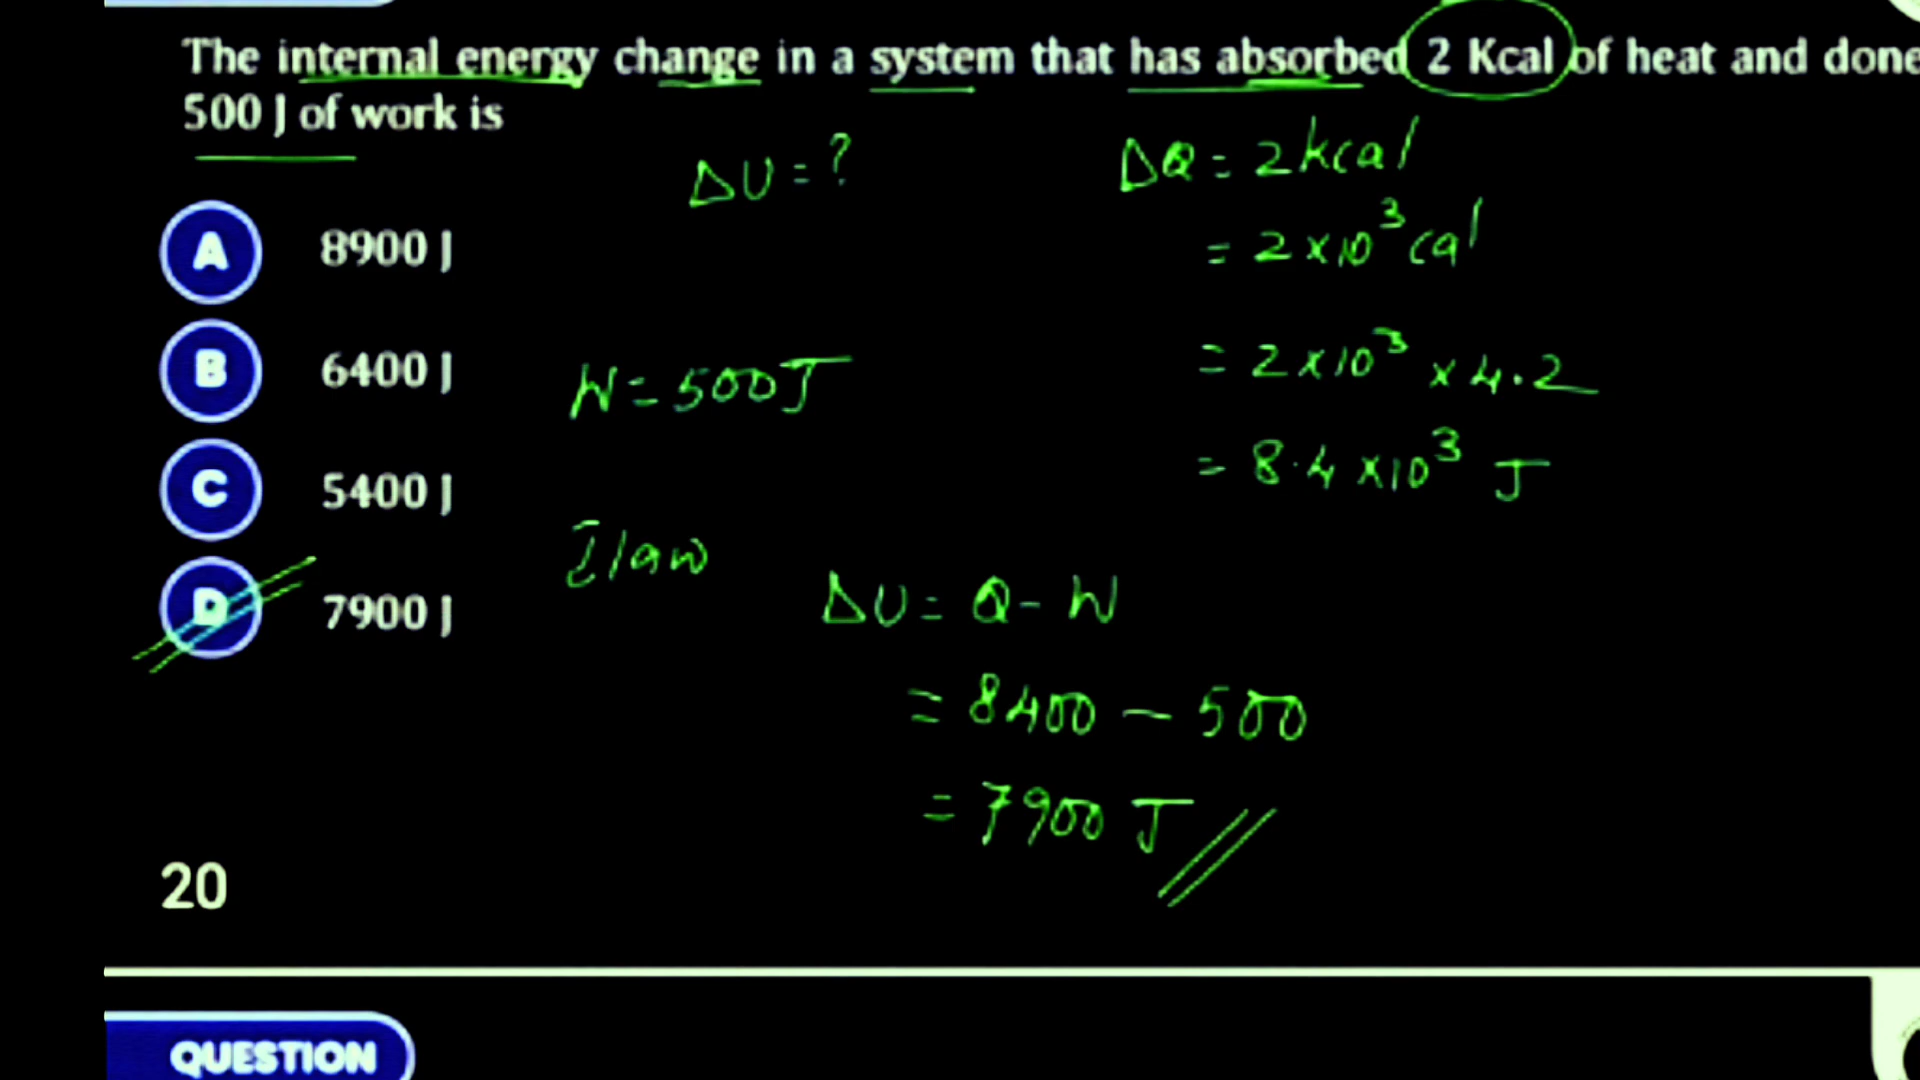 The internal energy change in a system that has absorbed 2 Kcal of heat and done
500 J of work is
ΔU = ?
ΔQ = 2kcal
= 2×10³ cal
A 8900 J
B 6400 J
W = 500J
= 2×10³ × 4.2
C 5400 J
= 8.4×10³ J
I law
D 7900 J
ΔU = Q - W
= 8400 - 500
= 7900 J
20
QUESTION